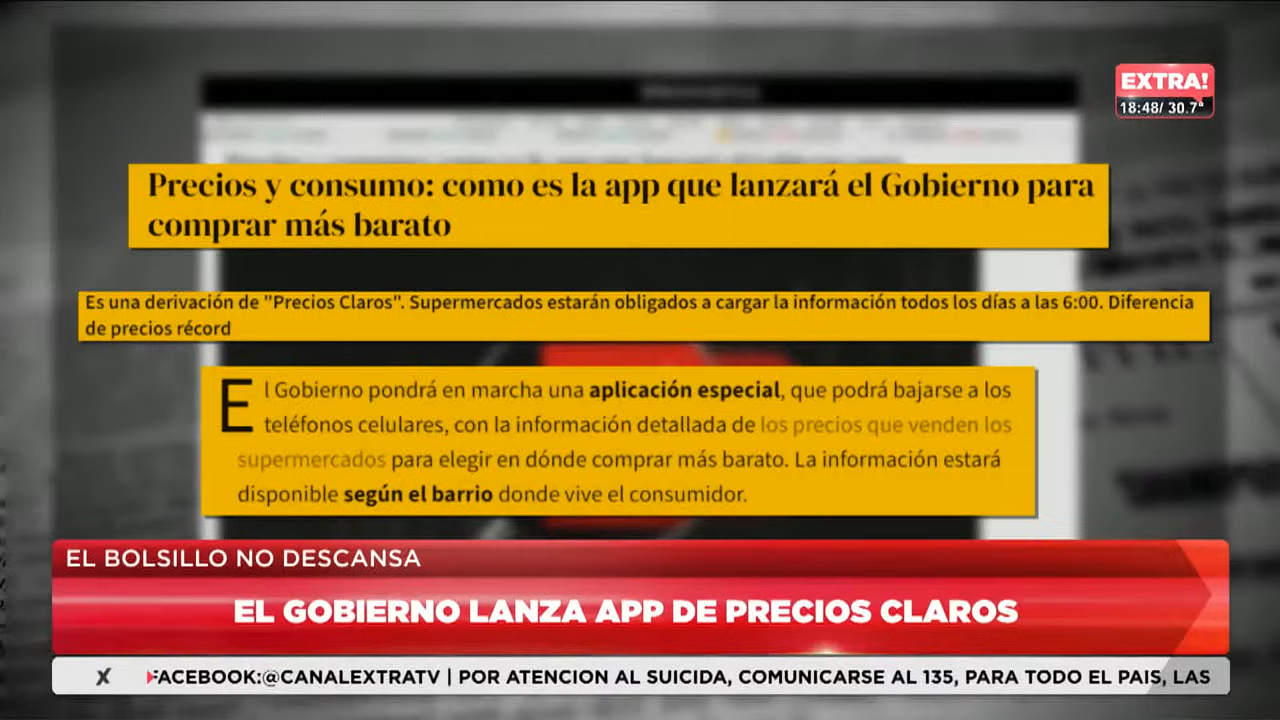 EXTRA!
18:48/ 30.7°
Precios y consumo: como es la app que lanzará el Gobierno para
comprar más barato
Es una derivación de "Precios Claros". Supermercados estarán obligados a cargar la información todos los días a las 6:00. Diferencia
de precios récord
El Gobierno pondrá en marcha una aplicación especial, que podrá bajarse a los
teléfonos celulares, con la información detallada de los precios que venden los
supermercados para elegir en dónde comprar más barato. La información estará
disponible según el barrio donde vive el consumidor.
EL BOLSILLO NO DESCANSA
EL GOBIERNO LANZA APP DE PRECIOS CLAROS
FACEBOOK:@CANALEXTRATV | POR ATENCION AL SUICIDA, COMUNICARSE AL 135, PARA TODO EL PAIS, LAS